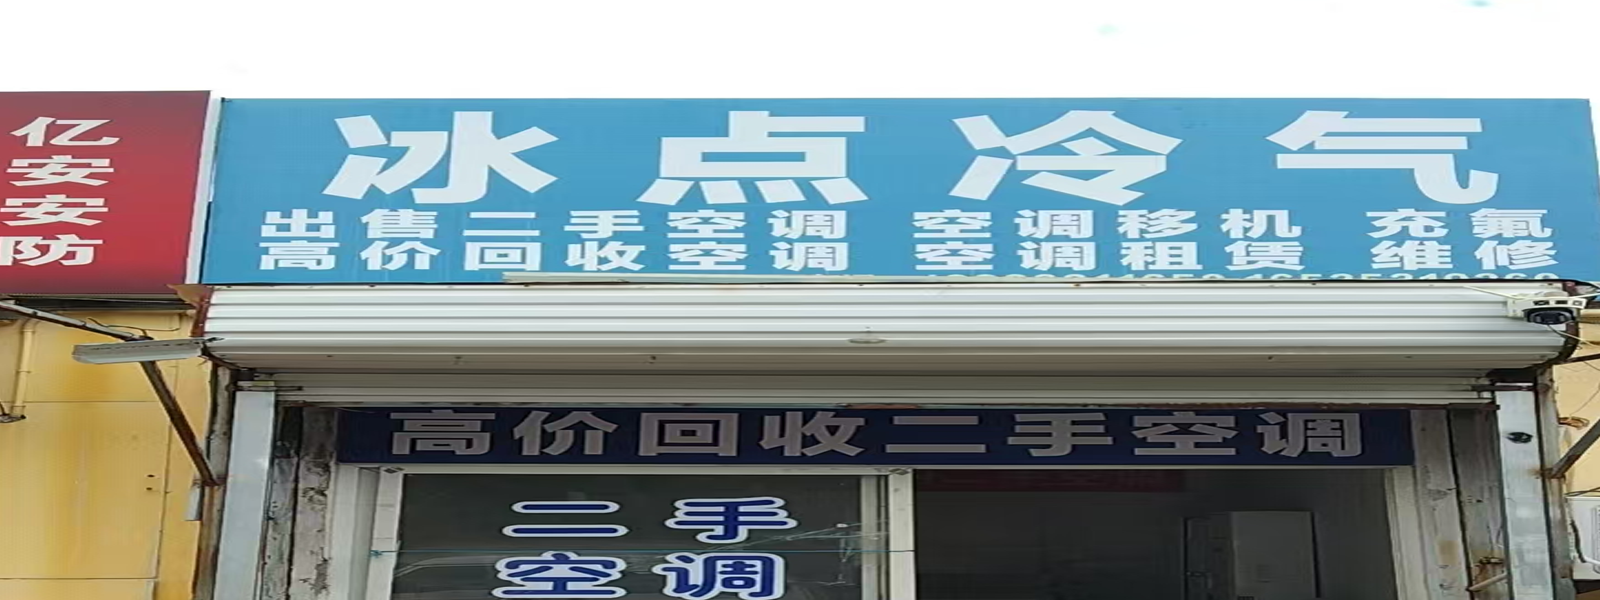 亿安安防
冰点冷气
出售二手空调 空调移机 充氟
高价回收空调 空调租赁 维修
高价回收二手空调
二手
空调